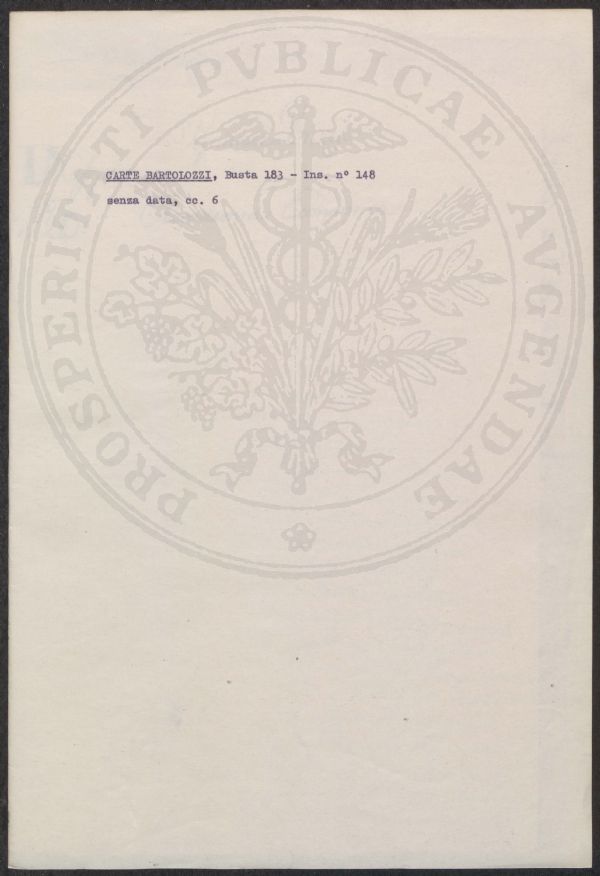 CARTE BARTOLOZZI, Busta 183 - Ins. n° 148
senza data, cc. 6
PROSPERITATI PVBLICAE AVGENDAE